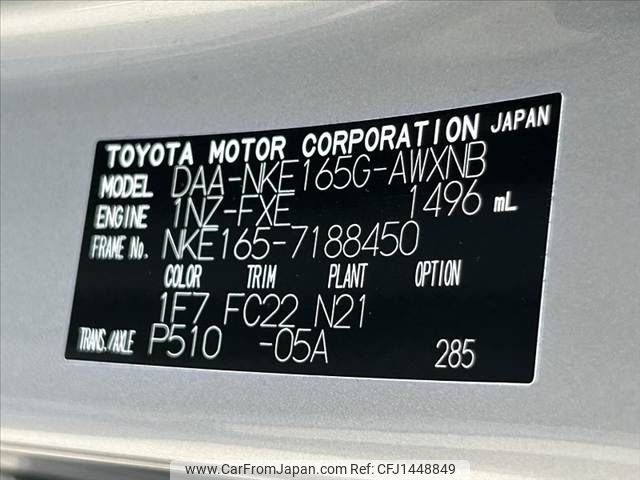 TOYOTA MOTOR CORPORATION JAPAN
MODEL DAA-NKE165G-AWXNB
ENGINE 1NZ-FXE 1496 mL
FRAME No. NKE165-7188450
COLOR TRIM PLANT OPTION
1F7 FC22 N21
TRANS./AXLE P510 -05A 285
www.CarFromJapan.com | Ref No. CFJ1448849